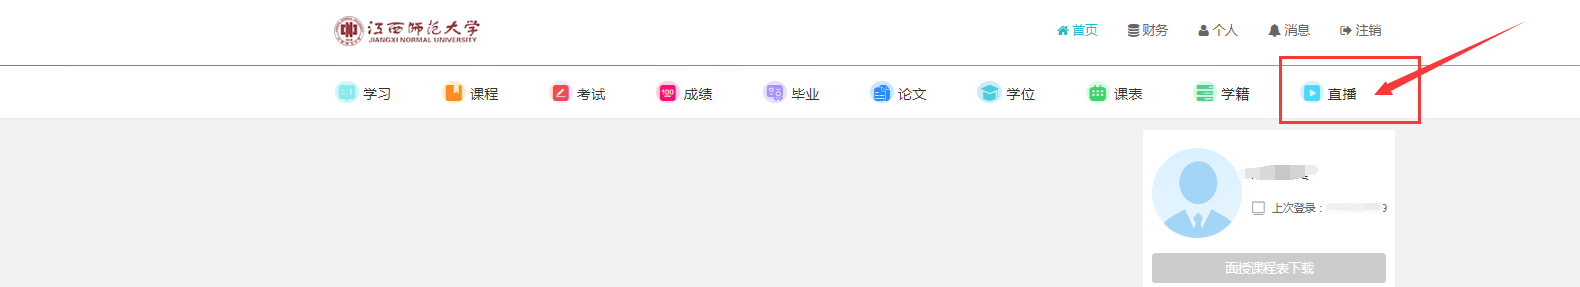 江西师范大学
JIANGXI NORMAL UNIVERSITY
首页 财务 个人 消息 注销
学习 课程 100 考试 成绩 毕业 论文 学位 课表 学籍 直播
上次登录： 9
面授课程表下载